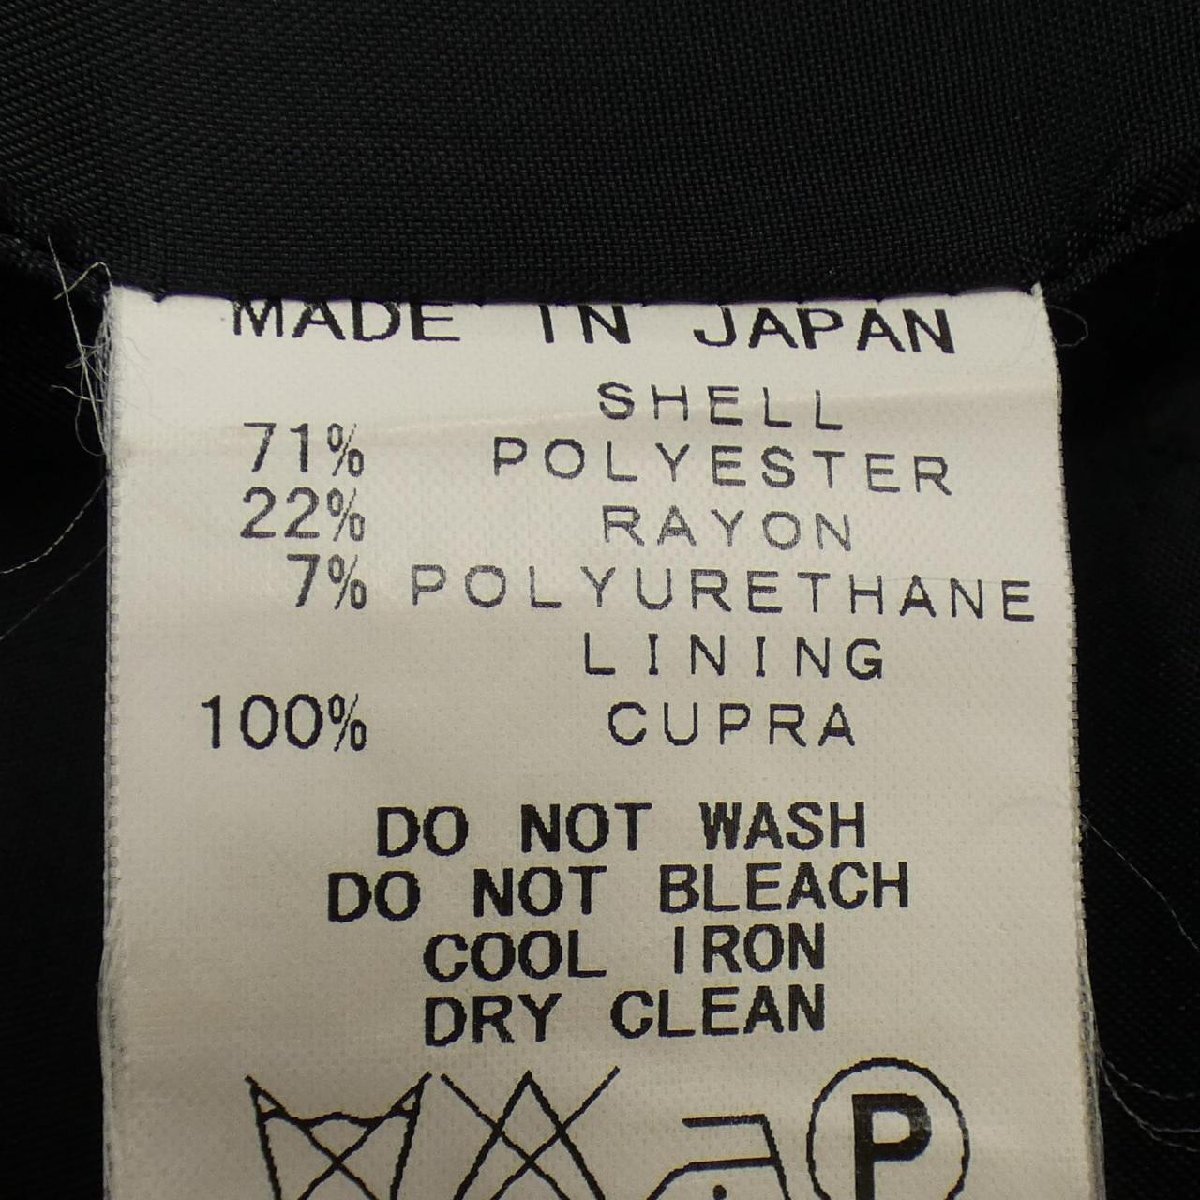 MADE IN JAPAN
SHELL
71% POLYESTER
22% RAYON
7% POLYURETHANE
LINING
100% CUPRA
DO NOT WASH
DO NOT BLEACH
COOL IRON
DRY CLEAN
P